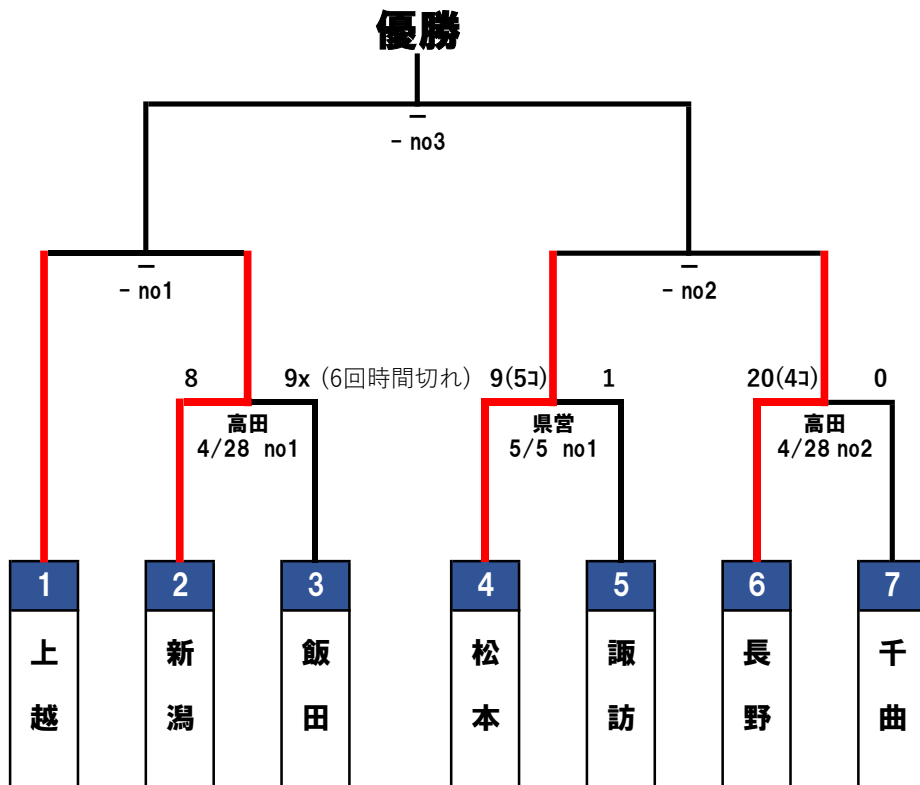 優勝
–
– no3
–
– no1
–
– no2
8 9x (6回時間切れ) 9(5コ) 1 20(4コ) 0
高田
4/28 no1
県営
5/5 no1
高田
4/28 no2
1 2 3 4 5 6 7
上越
新潟
飯田
松本
諏訪
長野
千曲